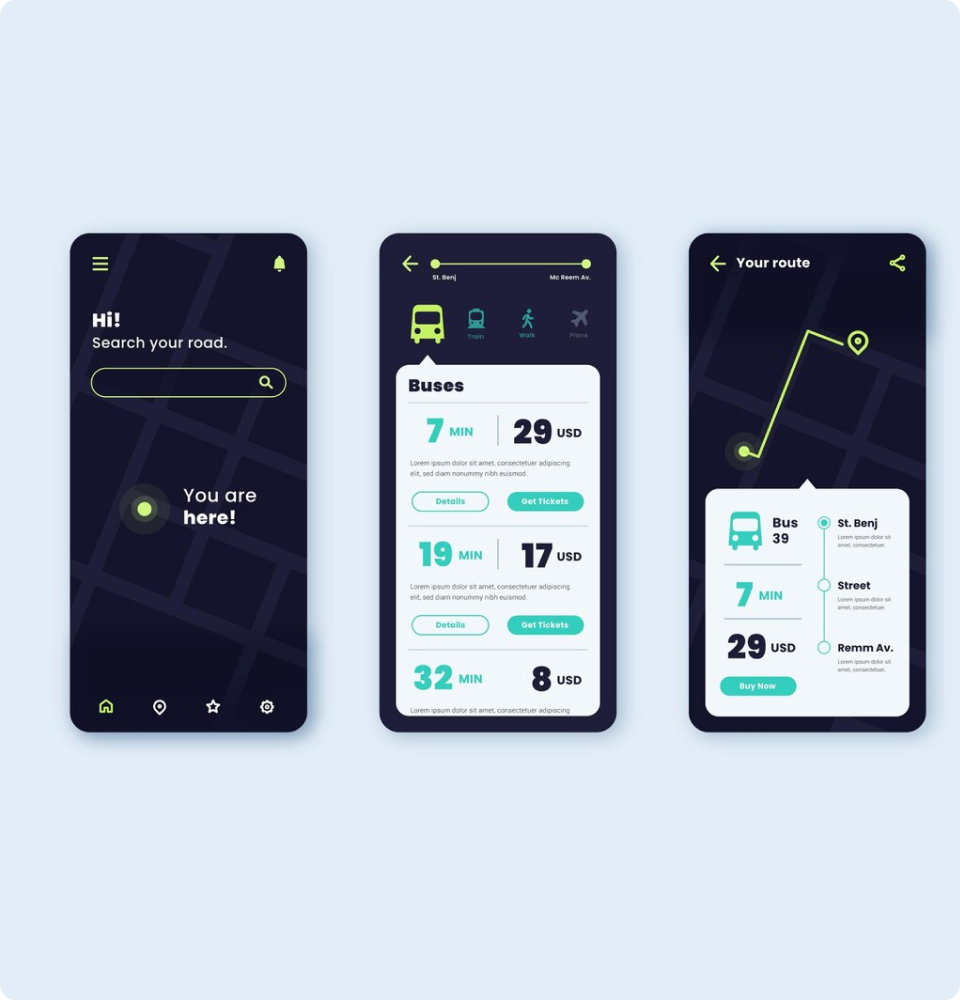 Hi!
Search your road.
You are
here!
St. Benj
Mc Reem Av.
Train
Walk
Plane
Buses
7 MIN
29 USD
Lorem ipsum dolor sit amet, consectetuer adipiscing
elit, sed diam nonummy nibh euismod.
Details
Get Tickets
19 MIN
17 USD
Lorem ipsum dolor sit amet, consectetuer adipiscing
elit, sed diam nonummy nibh euismod.
Details
Get Tickets
32 MIN
8 USD
Lorem ipsum dolor sit amet, consectetuer adipiscing
Your route
Bus
39
7 MIN
29 USD
Buy Now
St. Benj
Lorem ipsum dolor sit
amet, consectetuer.
Street
Lorem ipsum dolor sit
amet, consectetuer.
Remm Av.
Lorem ipsum dolor sit
amet, consectetuer.